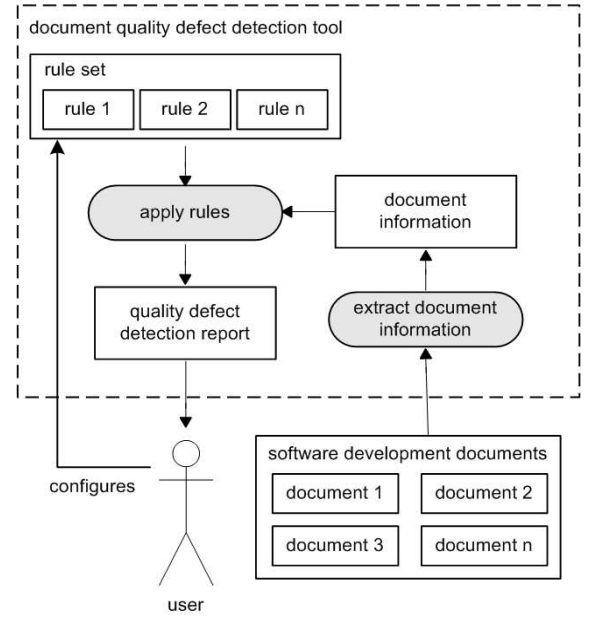 document quality defect detection tool
rule set
rule 1
rule 2
rule n
apply rules
document
information
quality defect
detection report
extract document
information
software development documents
configures
document 1
document 2
document 3
document n
user